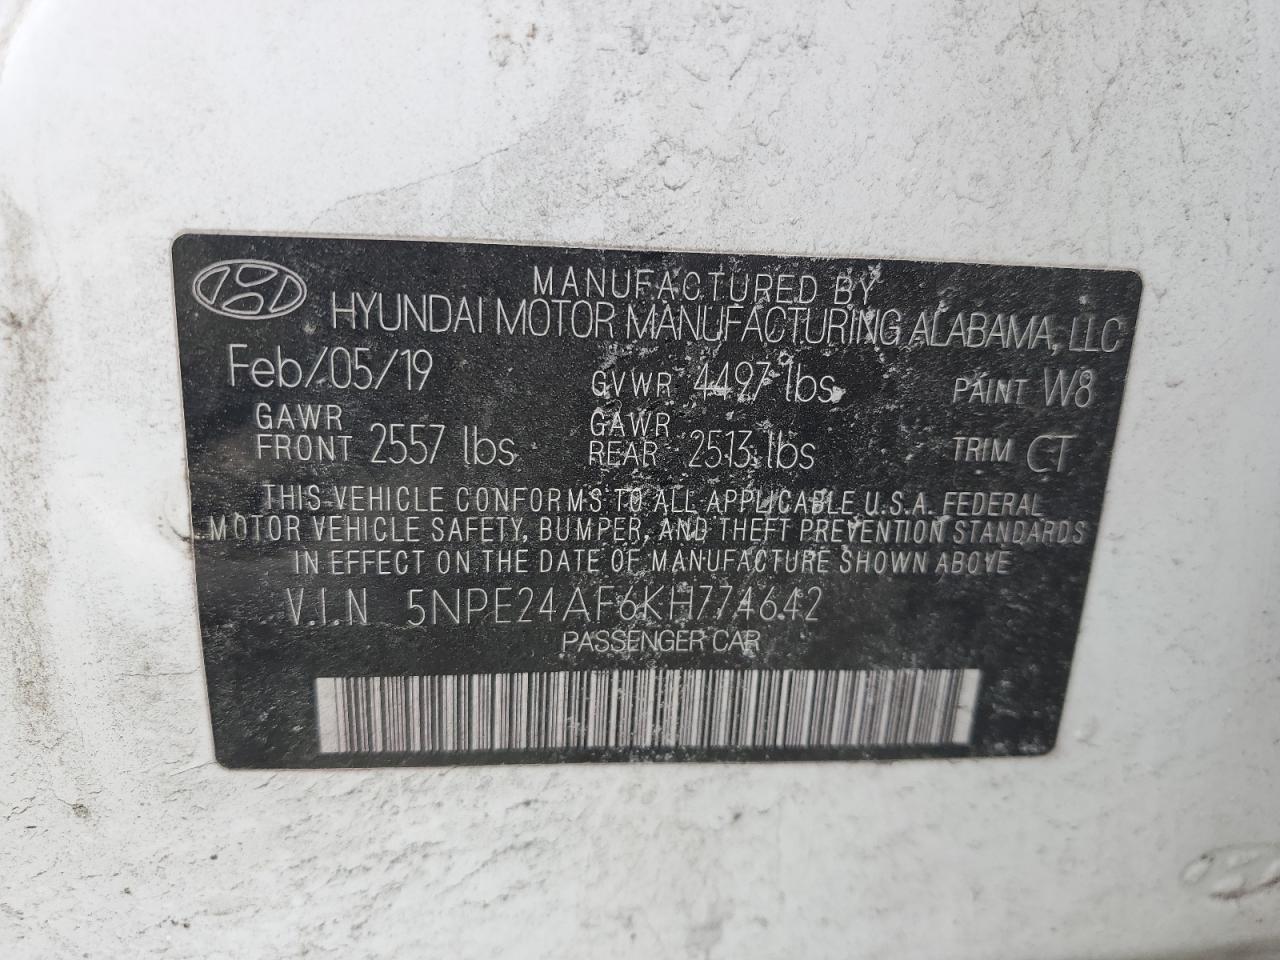 MANUFACTURED BY
HYUNDAI MOTOR MANUFACTURING ALABAMA, LLC
Feb/05/19 GVWR 4497 lbs PAINT W8
GAWR FRONT 2557 lbs GAWR REAR 2513 lbs TRIM CT
THIS VEHICLE CONFORMS TO ALL APPLICABLE U.S.A. FEDERAL
MOTOR VEHICLE SAFETY, BUMPER, AND THEFT PREVENTION STANDARDS
IN EFFECT ON THE DATE OF MANUFACTURE SHOWN ABOVE
V.I.N 5NPE24AF6KH774642
PASSENGER CAR